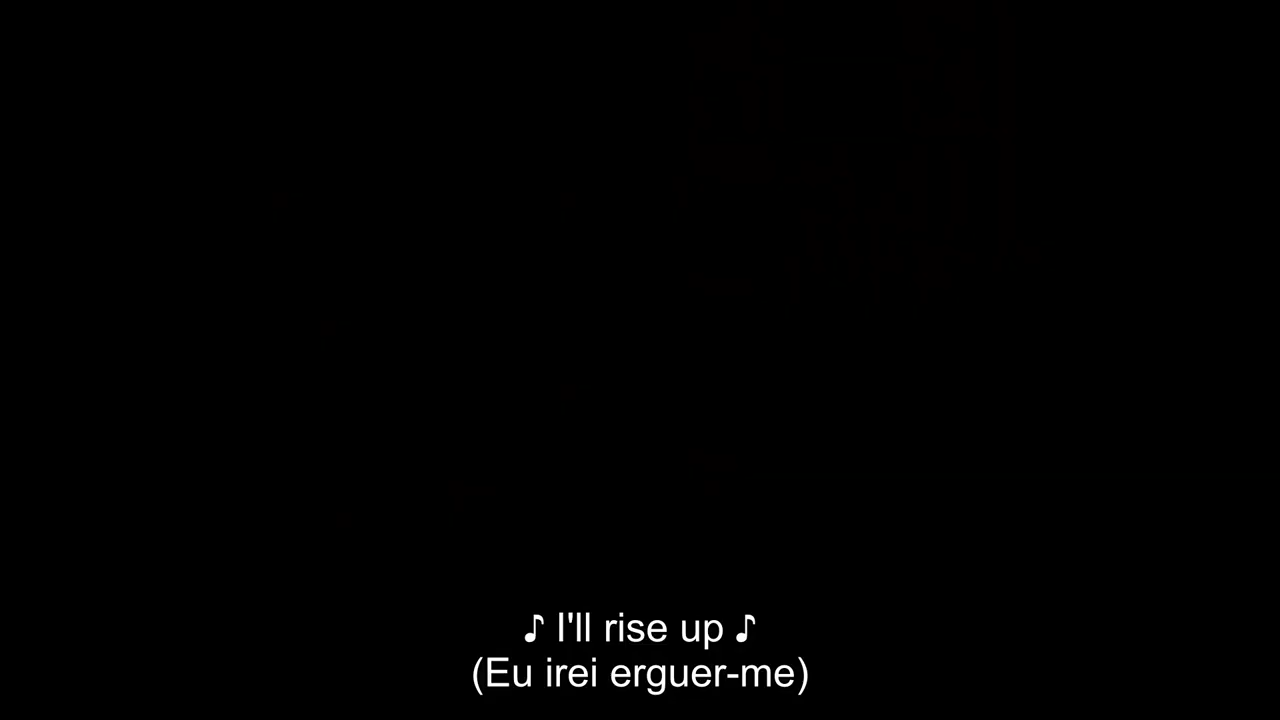 ♪ I'll rise up ♪
(Eu irei erguer-me)